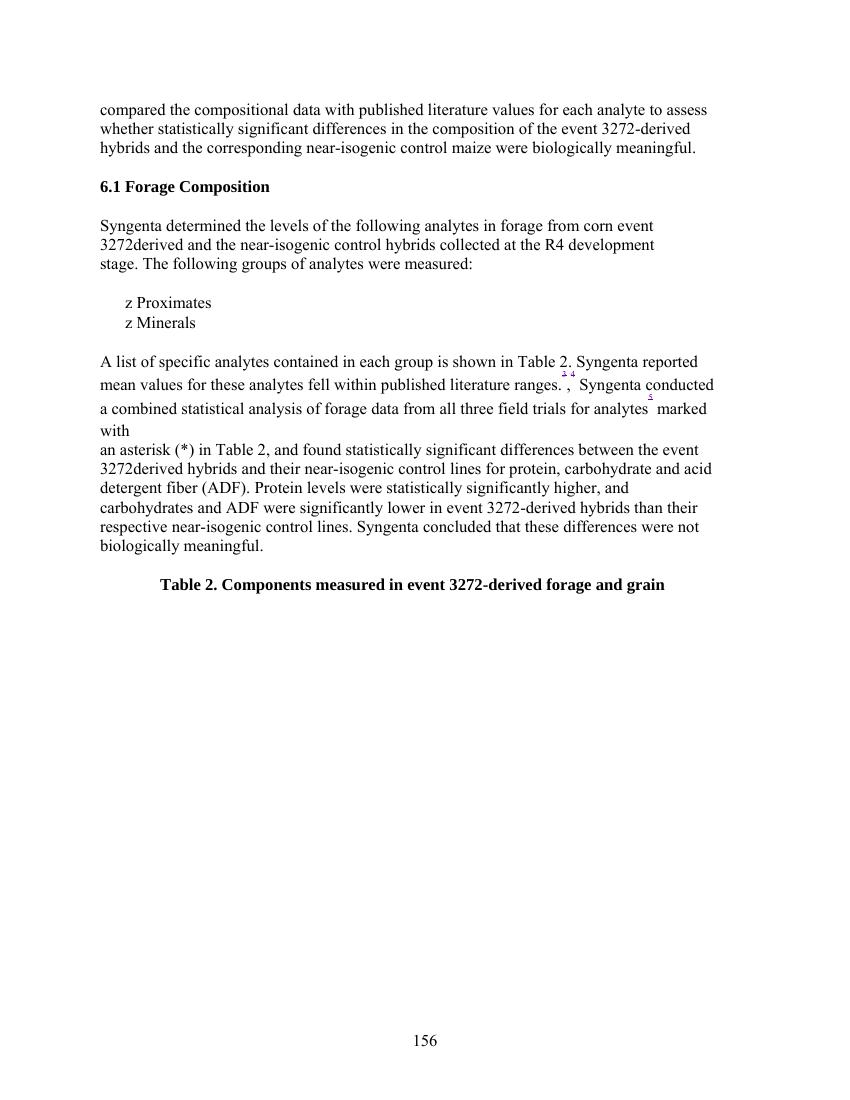 compared the compositional data with published literature values for each analyte to assess
whether statistically significant differences in the composition of the event 3272-derived
hybrids and the corresponding near-isogenic control maize were biologically meaningful.
6.1 Forage Composition
Syngenta determined the levels of the following analytes in forage from corn event
3272derived and the near-isogenic control hybrids collected at the R4 development
stage. The following groups of analytes were measured:
z Proximates
z Minerals
A list of specific analytes contained in each group is shown in Table 2. Syngenta reported
mean values for these analytes fell within published literature ranges.3,4 Syngenta conducted
a combined statistical analysis of forage data from all three field trials for analytes5 marked
with
an asterisk (*) in Table 2, and found statistically significant differences between the event
3272derived hybrids and their near-isogenic control lines for protein, carbohydrate and acid
detergent fiber (ADF). Protein levels were statistically significantly higher, and
carbohydrates and ADF were significantly lower in event 3272-derived hybrids than their
respective near-isogenic control lines. Syngenta concluded that these differences were not
biologically meaningful.
Table 2. Components measured in event 3272-derived forage and grain
156